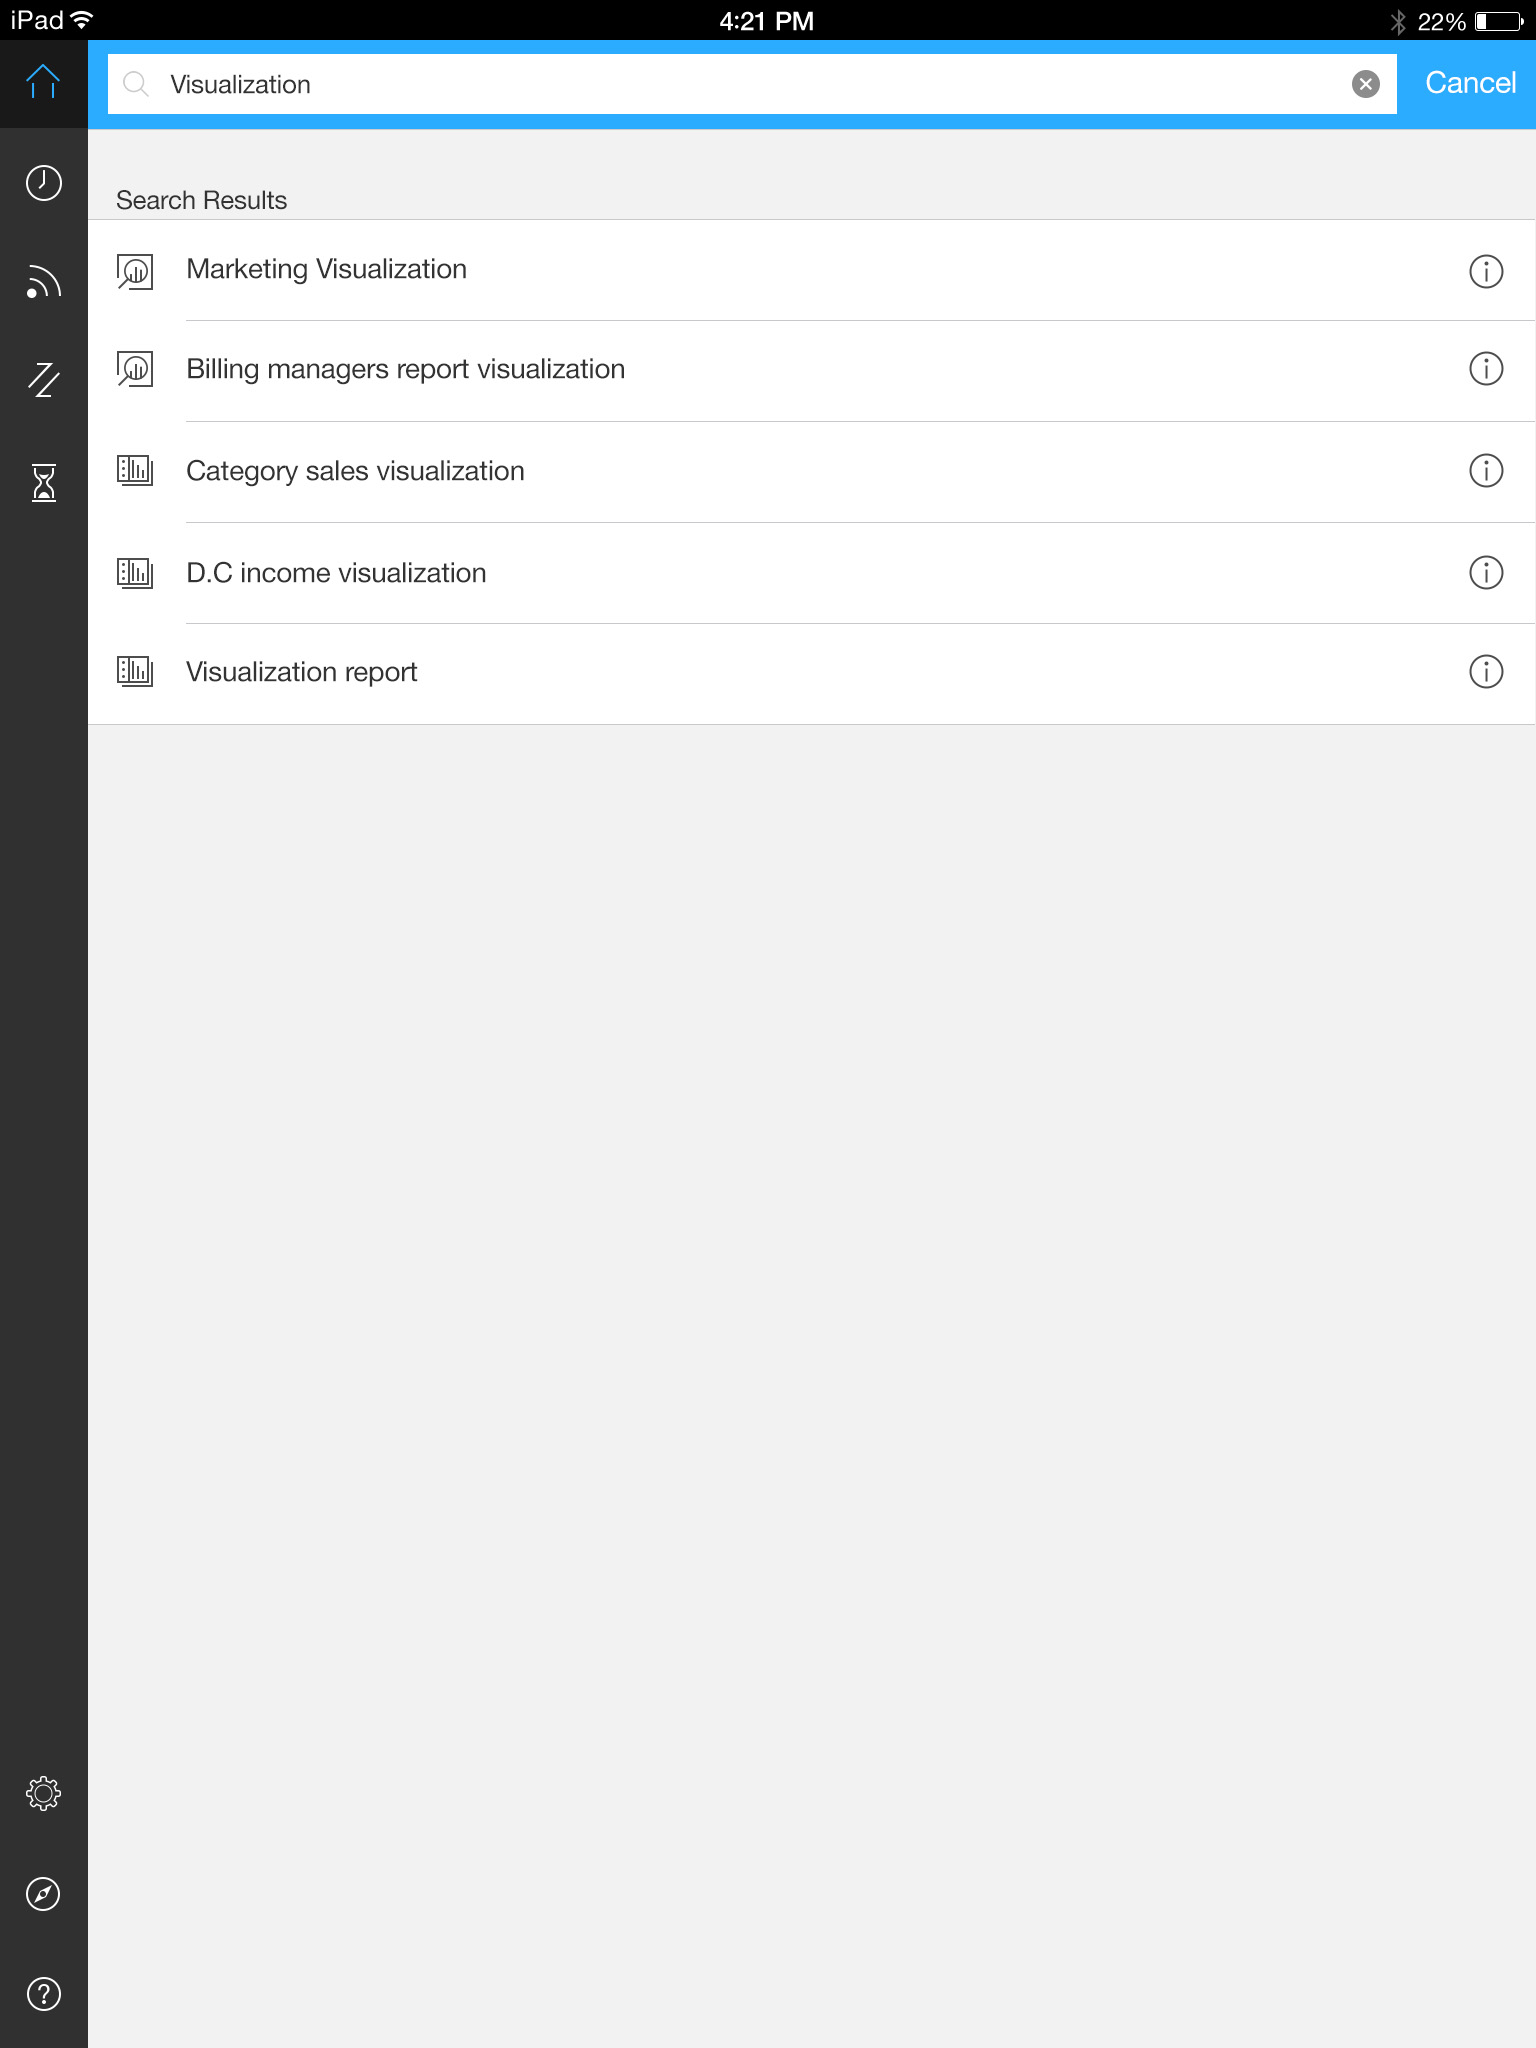 iPad
4:21 PM
22%
Visualization
Cancel
Search Results
Marketing Visualization
Billing managers report visualization
Category sales visualization
D.C income visualization
Visualization report